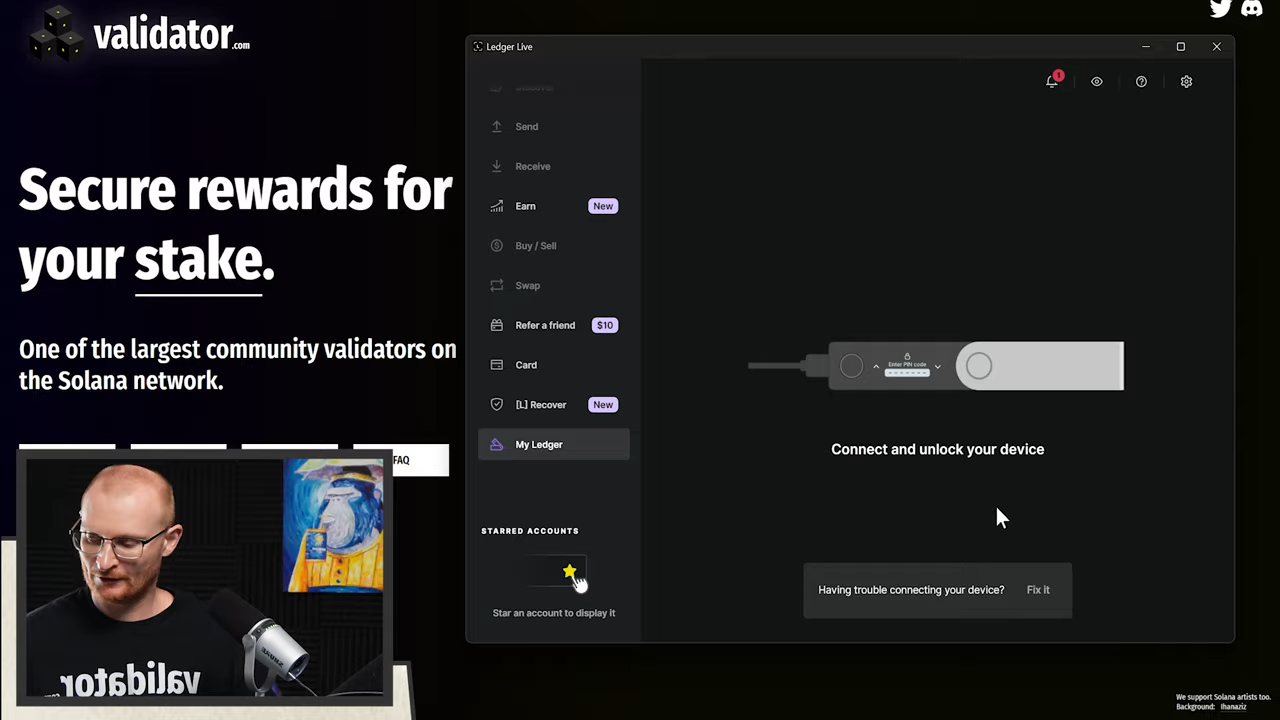 validator.com
Secure rewards for
your stake.
One of the largest community validators on
the Solana network.
FAQ
validator
Ledger Live
Discover
Send
Receive
Earn
New
Buy / Sell
Swap
Refer a friend
$10
Card
[L] Recover
New
My Ledger
STARRED ACCOUNTS
Star an account to display it
1
Enter PIN code
Connect and unlock your device
Having trouble connecting your device?
Fix it
We support Solana artists too.
Background: Ihanaziz